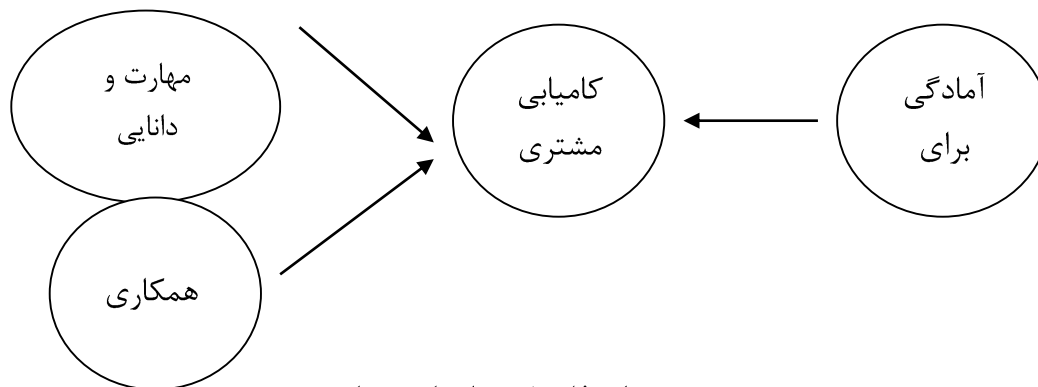 مهارت و
دانایی
کامیابی
مشتری
آمادگی
برای
همکاری